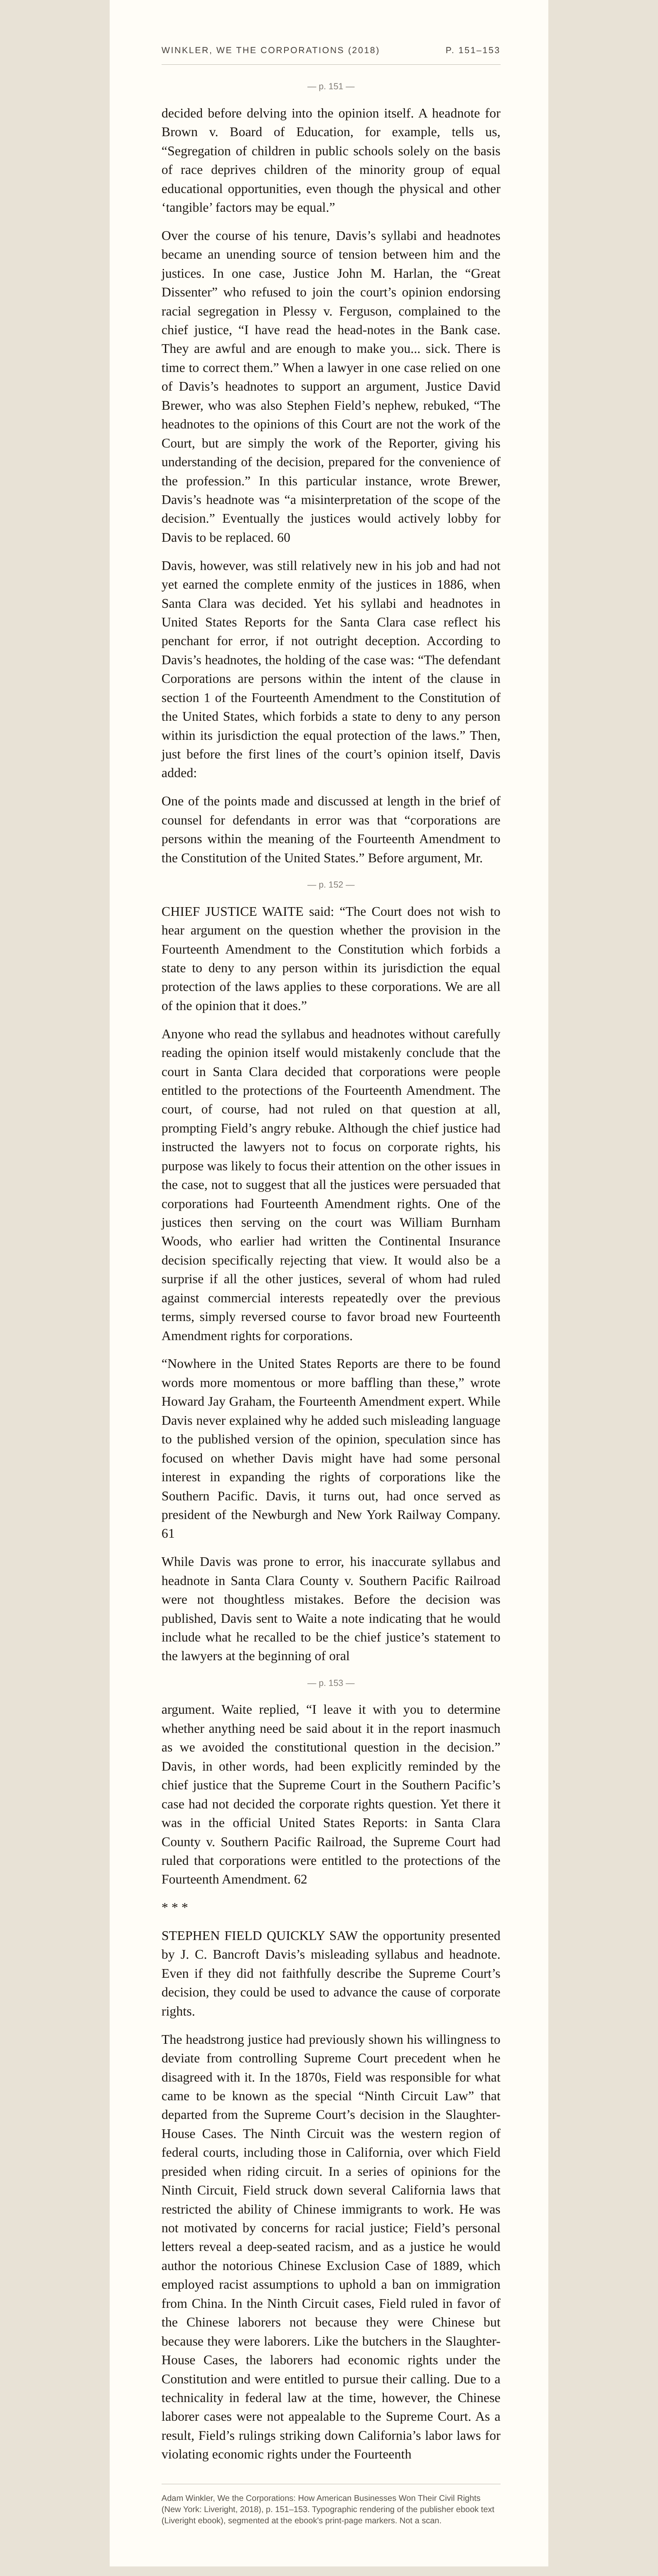 WINKLER, WE THE CORPORATIONS (2018) P. 151–153
— p. 151 —
decided before delving into the opinion itself. A headnote for
Brown v. Board of Education, for example, tells us,
“Segregation of children in public schools solely on the basis
of race deprives children of the minority group of equal
educational opportunities, even though the physical and other
‘tangible’ factors may be equal.”
Over the course of his tenure, Davis’s syllabi and headnotes
became an unending source of tension between him and the
justices. In one case, Justice John M. Harlan, the “Great
Dissenter” who refused to join the court’s opinion endorsing
racial segregation in Plessy v. Ferguson, complained to the
chief justice, “I have read the head-notes in the Bank case.
They are awful and are enough to make you... sick. There is
time to correct them.” When a lawyer in one case relied on one
of Davis’s headnotes to support an argument, Justice David
Brewer, who was also Stephen Field’s nephew, rebuked, “The
headnotes to the opinions of this Court are not the work of the
Court, but are simply the work of the Reporter, giving his
understanding of the decision, prepared for the convenience of
the profession.” In this particular instance, wrote Brewer,
Davis’s headnote was “a misinterpretation of the scope of the
decision.” Eventually the justices would actively lobby for
Davis to be replaced. 60
Davis, however, was still relatively new in his job and had not
yet earned the complete enmity of the justices in 1886, when
Santa Clara was decided. Yet his syllabi and headnotes in
United States Reports for the Santa Clara case reflect his
penchant for error, if not outright deception. According to
Davis’s headnotes, the holding of the case was: “The defendant
Corporations are persons within the intent of the clause in
section 1 of the Fourteenth Amendment to the Constitution of
the United States, which forbids a state to deny to any person
within its jurisdiction the equal protection of the laws.” Then,
just before the first lines of the court’s opinion itself, Davis
added:
One of the points made and discussed at length in the brief of
counsel for defendants in error was that “corporations are
persons within the meaning of the Fourteenth Amendment to
the Constitution of the United States.” Before argument, Mr.
— p. 152 —
CHIEF JUSTICE WAITE said: “The Court does not wish to
hear argument on the question whether the provision in the
Fourteenth Amendment to the Constitution which forbids a
state to deny to any person within its jurisdiction the equal
protection of the laws applies to these corporations. We are all
of the opinion that it does.”
Anyone who read the syllabus and headnotes without carefully
reading the opinion itself would mistakenly conclude that the
court in Santa Clara decided that corporations were people
entitled to the protections of the Fourteenth Amendment. The
court, of course, had not ruled on that question at all,
prompting Field’s angry rebuke. Although the chief justice had
instructed the lawyers not to focus on corporate rights, his
purpose was likely to focus their attention on the other issues in
the case, not to suggest that all the justices were persuaded that
corporations had Fourteenth Amendment rights. One of the
justices then serving on the court was William Burnham
Woods, who earlier had written the Continental Insurance
decision specifically rejecting that view. It would also be a
surprise if all the other justices, several of whom had ruled
against commercial interests repeatedly over the previous
terms, simply reversed course to favor broad new Fourteenth
Amendment rights for corporations.
“Nowhere in the United States Reports are there to be found
words more momentous or more baffling than these,” wrote
Howard Jay Graham, the Fourteenth Amendment expert. While
Davis never explained why he added such misleading language
to the published version of the opinion, speculation since has
focused on whether Davis might have had some personal
interest in expanding the rights of corporations like the
Southern Pacific. Davis, it turns out, had once served as
president of the Newburgh and New York Railway Company.
61
While Davis was prone to error, his inaccurate syllabus and
headnote in Santa Clara County v. Southern Pacific Railroad
were not thoughtless mistakes. Before the decision was
published, Davis sent to Waite a note indicating that he would
include what he recalled to be the chief justice’s statement to
the lawyers at the beginning of oral
— p. 153 —
argument. Waite replied, “I leave it with you to determine
whether anything need be said about it in the report inasmuch
as we avoided the constitutional question in the decision.”
Davis, in other words, had been explicitly reminded by the
chief justice that the Supreme Court in the Southern Pacific’s
case had not decided the corporate rights question. Yet there it
was in the official United States Reports: in Santa Clara
County v. Southern Pacific Railroad, the Supreme Court had
ruled that corporations were entitled to the protections of the
Fourteenth Amendment. 62
* * *
STEPHEN FIELD QUICKLY SAW the opportunity presented
by J. C. Bancroft Davis’s misleading syllabus and headnote.
Even if they did not faithfully describe the Supreme Court’s
decision, they could be used to advance the cause of corporate
rights.
The headstrong justice had previously shown his willingness to
deviate from controlling Supreme Court precedent when he
disagreed with it. In the 1870s, Field was responsible for what
came to be known as the special “Ninth Circuit Law” that
departed from the Supreme Court’s decision in the Slaughter-
House Cases. The Ninth Circuit was the western region of
federal courts, including those in California, over which Field
presided when riding circuit. In a series of opinions for the
Ninth Circuit, Field struck down several California laws that
restricted the ability of Chinese immigrants to work. He was
not motivated by concerns for racial justice; Field’s personal
letters reveal a deep-seated racism, and as a justice he would
author the notorious Chinese Exclusion Case of 1889, which
employed racist assumptions to uphold a ban on immigration
from China. In the Ninth Circuit cases, Field ruled in favor of
the Chinese laborers not because they were Chinese but
because they were laborers. Like the butchers in the Slaughter-
House Cases, the laborers had economic rights under the
Constitution and were entitled to pursue their calling. Due to a
technicality in federal law at the time, however, the Chinese
laborer cases were not appealable to the Supreme Court. As a
result, Field’s rulings striking down California’s labor laws for
violating economic rights under the Fourteenth
Adam Winkler, We the Corporations: How American Businesses Won Their Civil Rights
(New York: Liveright, 2018), p. 151–153. Typographic rendering of the publisher ebook text
(Liveright ebook), segmented at the ebook's print-page markers. Not a scan.